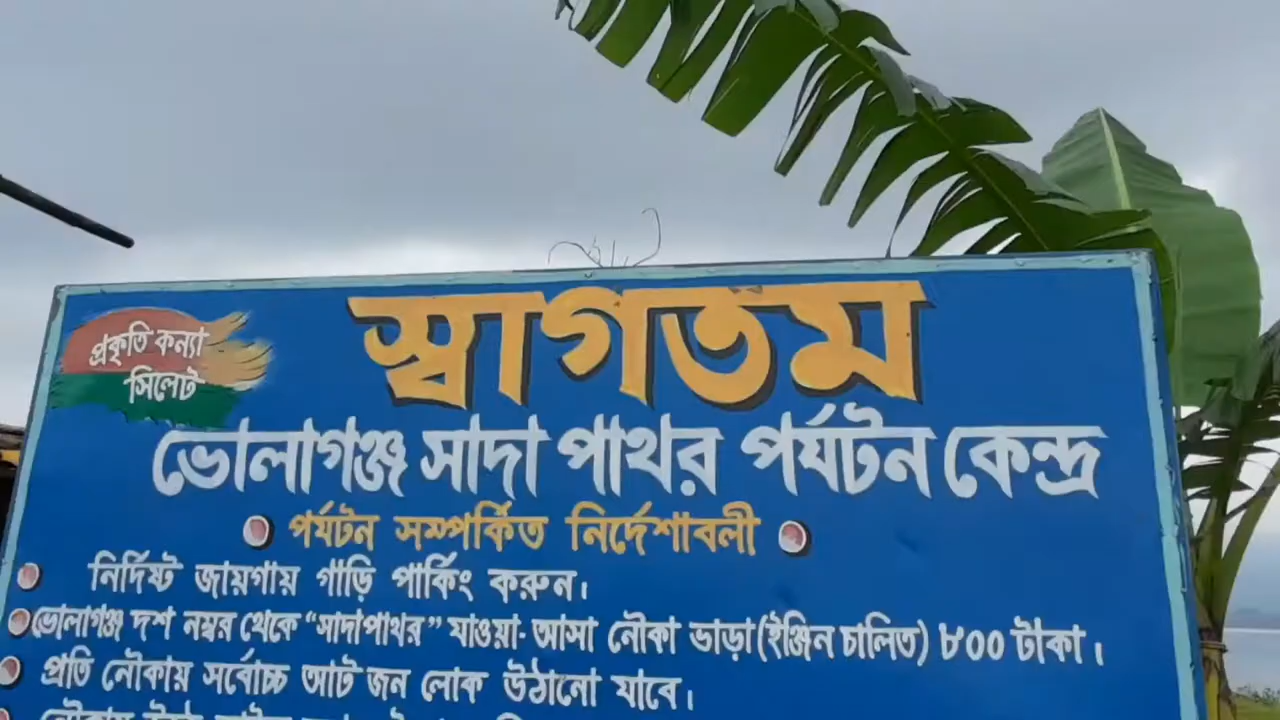 স্বাগতম
প্রকৃতি কন্যা
সিলেট
ভোলাগঞ্জ সাদা পাথর পর্যটন কেন্দ্র
পর্যটন সম্পর্কিত নির্দেশাবলী
নির্দিষ্ট জায়গায় গাড়ি পার্কিং করুন।
ভোলাগঞ্জ দশ নম্বর থেকে “সাদাপাথর” যাওয়া-আসা নৌকা ভাড়া (ইঞ্জিন চালিত) ৮০০ টাকা।
প্রতি নৌকায় সর্বোচ্চ আট জন লোক উঠানো যাবে।